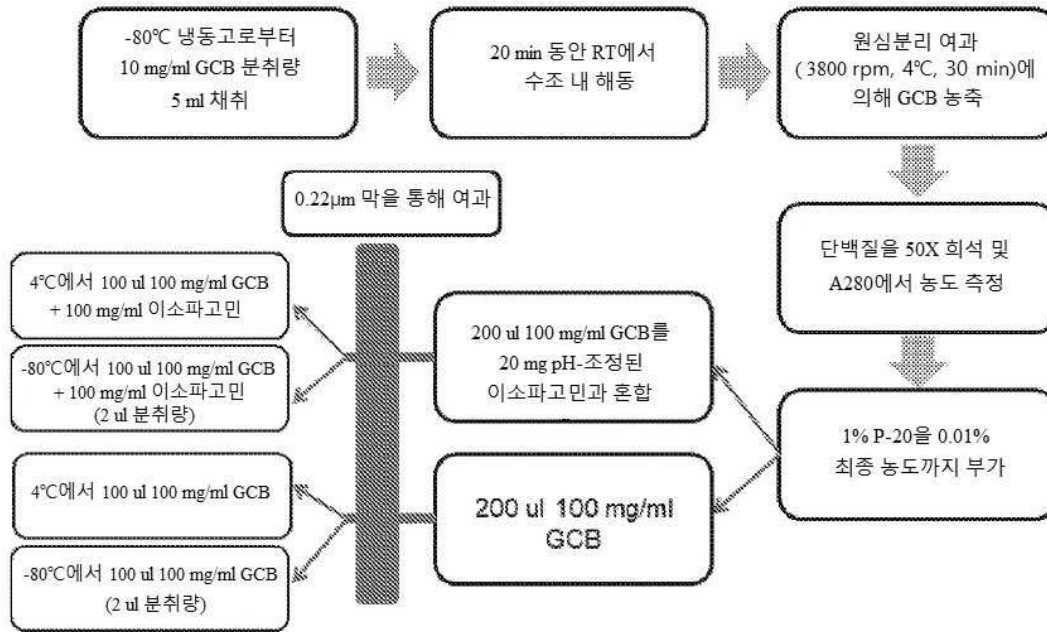 -80℃ 냉동고로부터
10 mg/ml GCB 분취량
5 ml 채취
20 min 동안 RT에서
수조 내 해동
원심분리 여과
( 3800 rpm, 4℃, 30 min)에
의해 GCB 농축
단백질을 50X 희석 및
A280에서 농도 측정
1% P-20을 0.01%
최종 농도까지 부가
200 ul 100 mg/ml GCB를
20 mg pH-조정된
이소파고민과 혼합
200 ul 100 mg/ml
GCB
0.22μm 막을 통해 여과
4℃에서 100 ul 100 mg/ml GCB
+ 100 mg/ml 이소파고민
-80℃에서 100 ul 100 mg/ml GCB
+ 100 mg/ml 이소파고민
(2 ul 분취량)
4℃에서 100 ul 100 mg/ml GCB
-80℃에서 100 ul 100 mg/ml GCB
(2 ul 분취량)